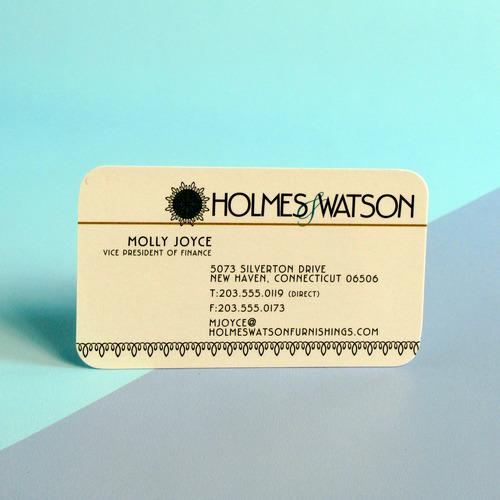 HOLMES & WATSON
MOLLY JOYCE
VICE PRESIDENT OF FINANCE
5073 SILVERTON DRIVE
NEW HAVEN, CONNECTICUT 06506
T:203.555.0119 (DIRECT)
F:203.555.0173
MJOYCE@
HOLMESWATSONFURNISHINGS.COM